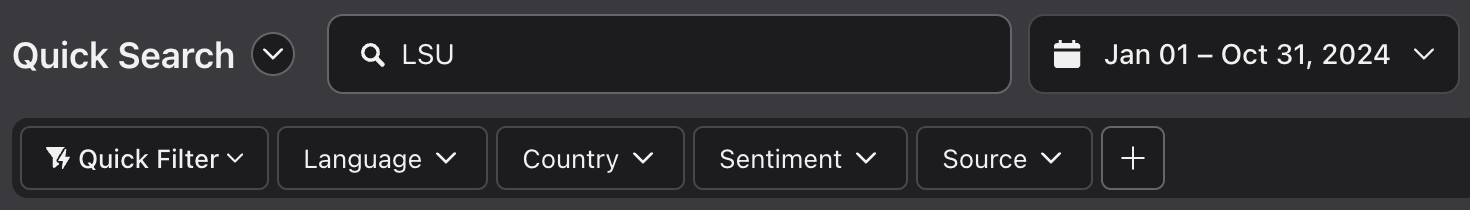 Quick Search LSU Jan 01 – Oct 31, 2024
Quick Filter Language Country Sentiment Source +